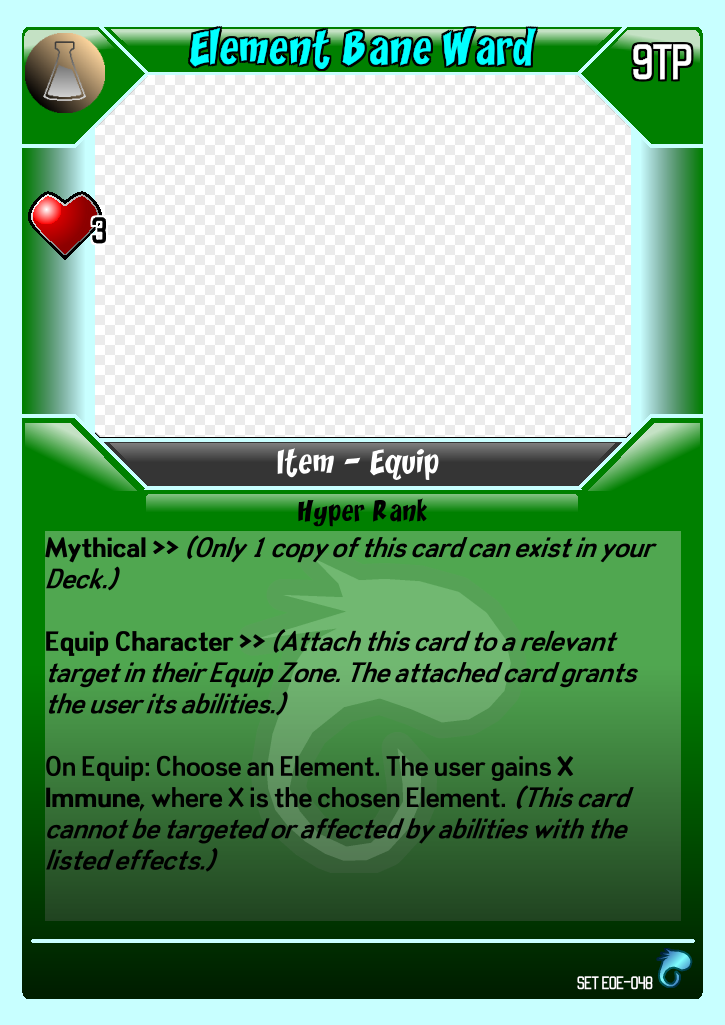 Element Bane Ward
9TP
3
Item - Equip
Hyper Rank
Mythical >> (Only 1 copy of this card can exist in your
Deck.)
Equip Character >> (Attach this card to a relevant
target in their Equip Zone. The attached card grants
the user its abilities.)
On Equip: Choose an Element. The user gains X
Immune, where X is the chosen Element. (This card
cannot be targeted or affected by abilities with the
listed effects.)
SET EOE-048